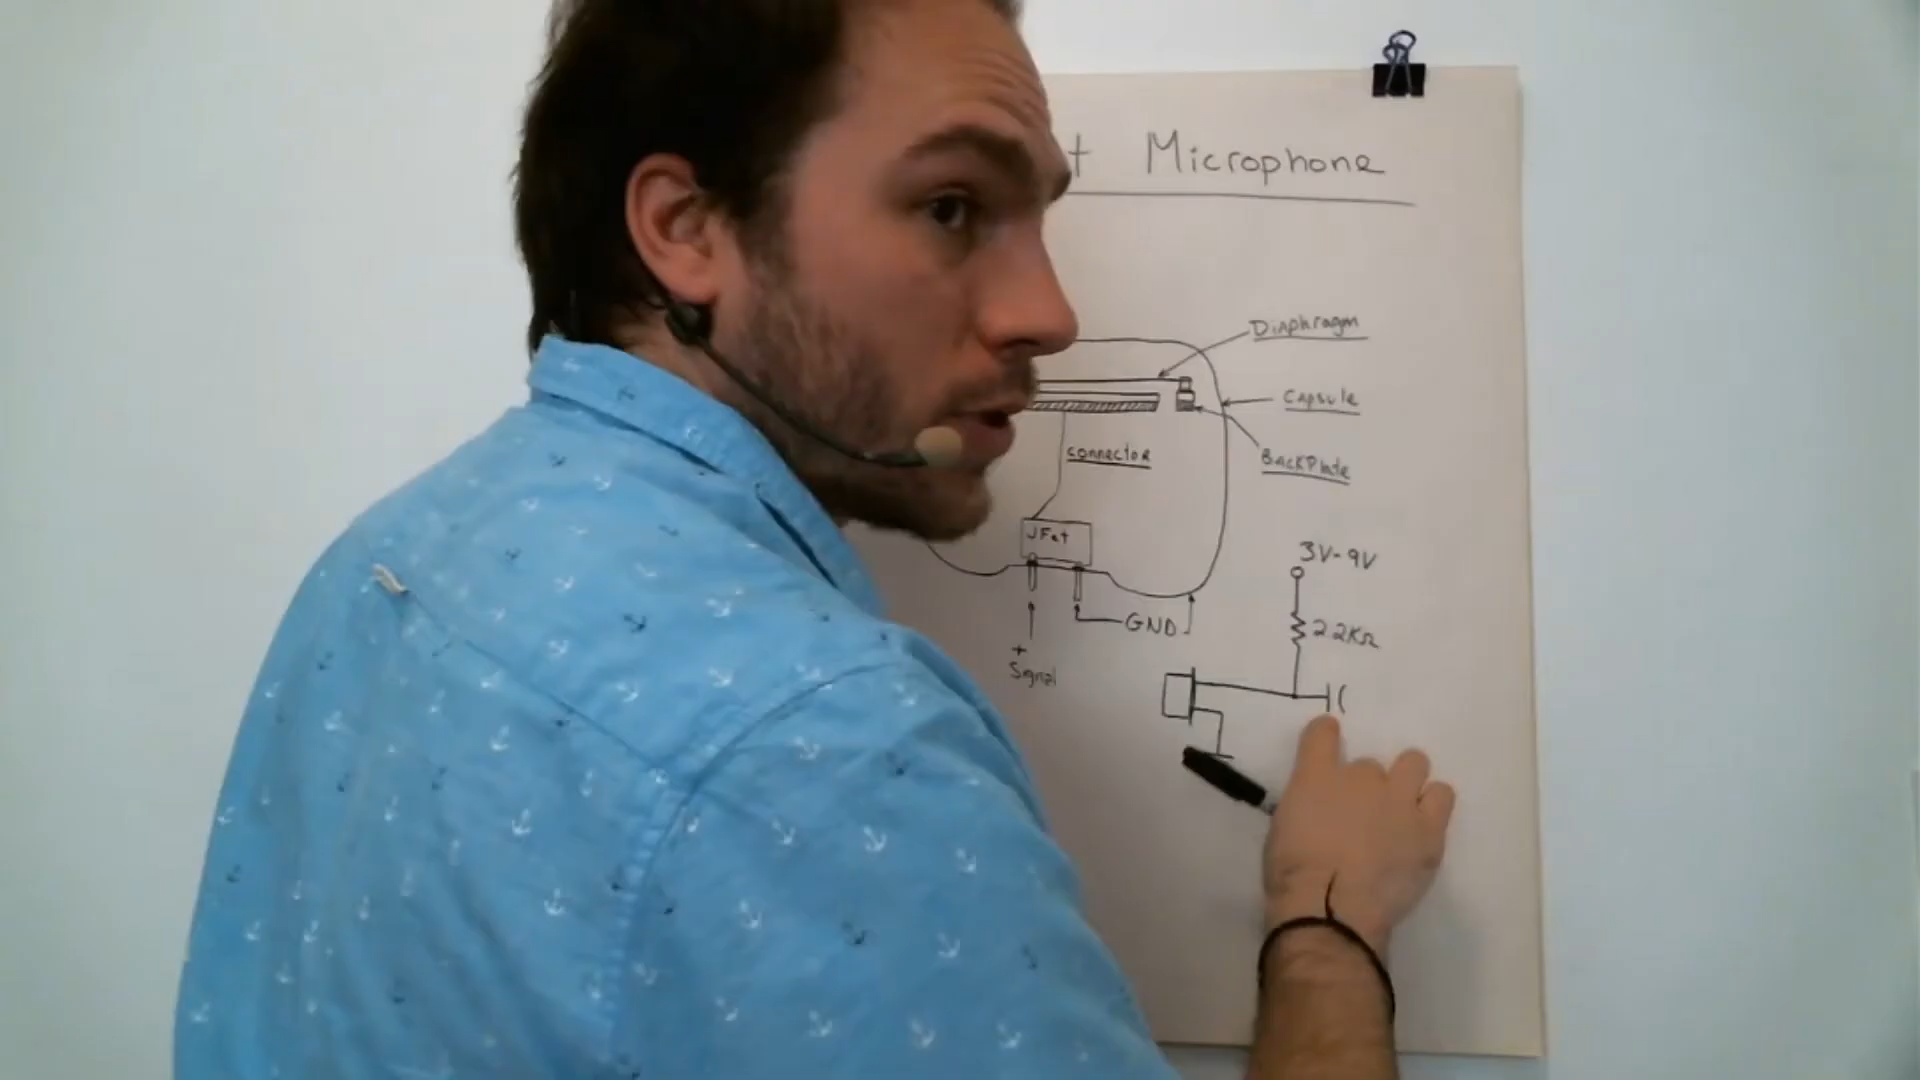 t Microphone
Diaphragm
Capsule
connector
BackPlate
JFet
3V-9V
GND
2.2KΩ
+
Signal